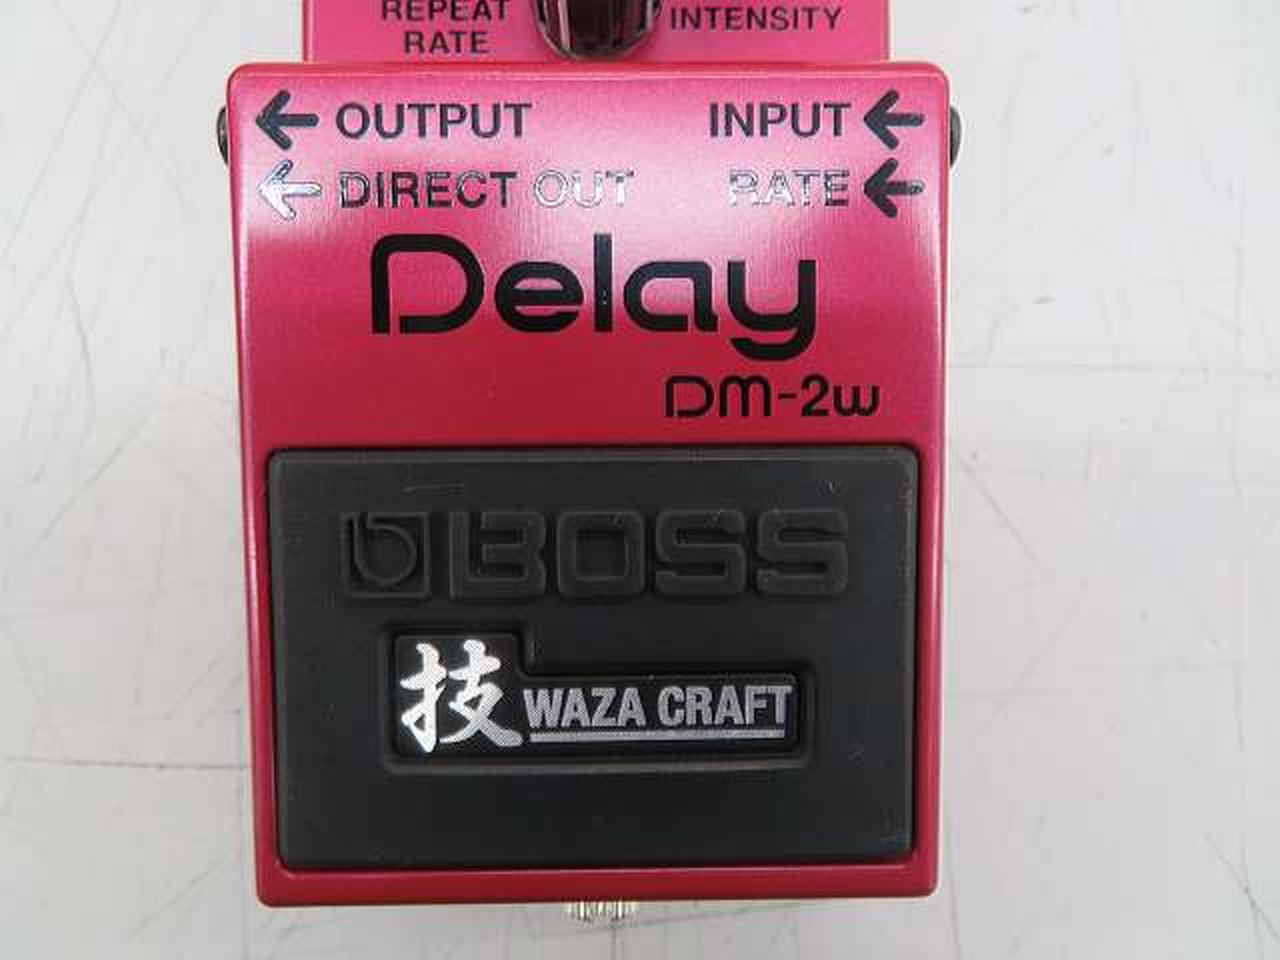 REPEAT
RATE
INTENSITY
OUTPUT
INPUT
DIRECT OUT
RATE
Delay
DM-2w
BOSS
技 WAZA CRAFT